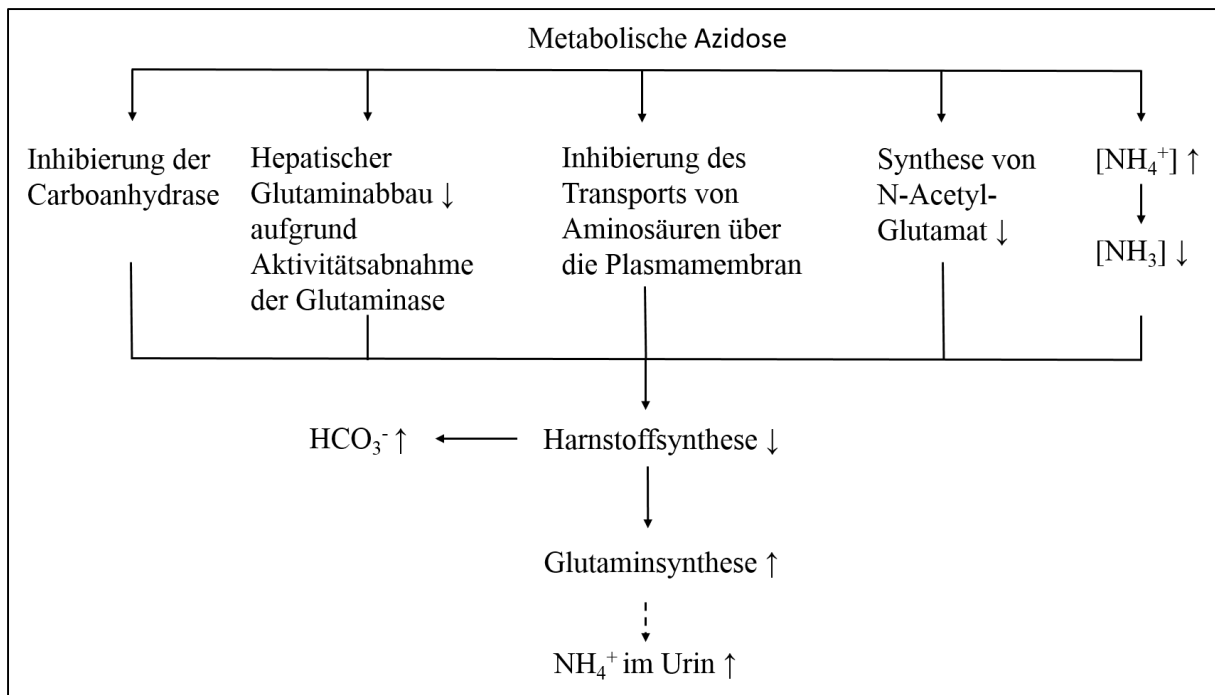 Metabolische Azidose
Inhibierung der
Carboanhydrase
Hepatischer
Glutaminabbau ↓
aufgrund
Aktivitätsabnahme
der Glutaminase
Inhibierung des
Transports von
Aminosäuren über
die Plasmamembran
Synthese von
N-Acetyl-
Glutamat ↓
[NH₄⁺] ↑
[NH₃] ↓
HCO₃⁻ ↑
Harnstoffsynthese ↓
Glutaminsynthese ↑
NH₄⁺ im Urin ↑